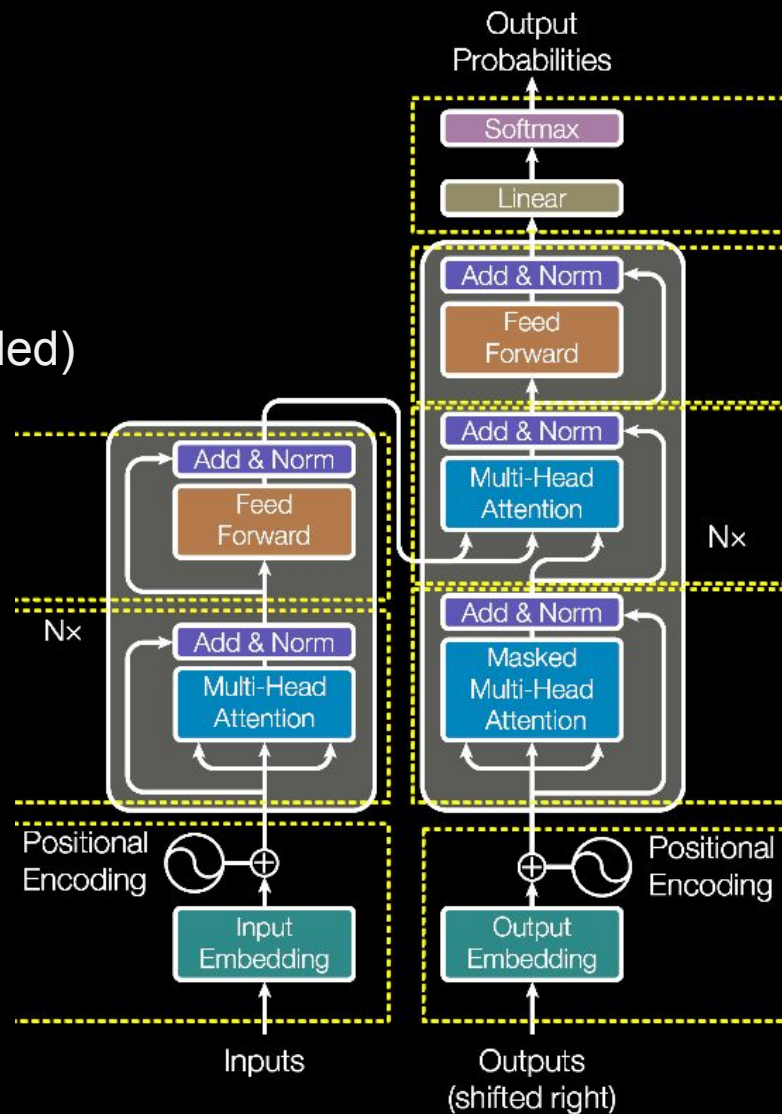 Output
Probabilities
Softmax
Linear
Add & Norm
Feed
Forward
Add & Norm
Multi-Head
Attention
Nx
Add & Norm
Masked
Multi-Head
Attention
Positional
Encoding
Output
Embedding
Outputs
(shifted right)
led)
Add & Norm
Feed
Forward
Nx
Add & Norm
Multi-Head
Attention
Positional
Encoding
Input
Embedding
Inputs